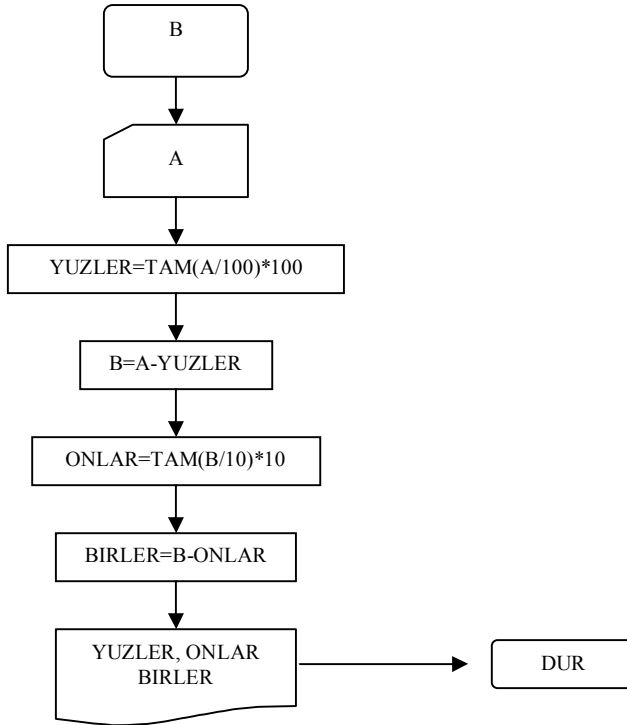 B
A
YUZLER=TAM(A/100)*100
B=A-YUZLER
ONLAR=TAM(B/10)*10
BIRLER=B-ONLAR
YUZLER, ONLAR
BIRLER
DUR